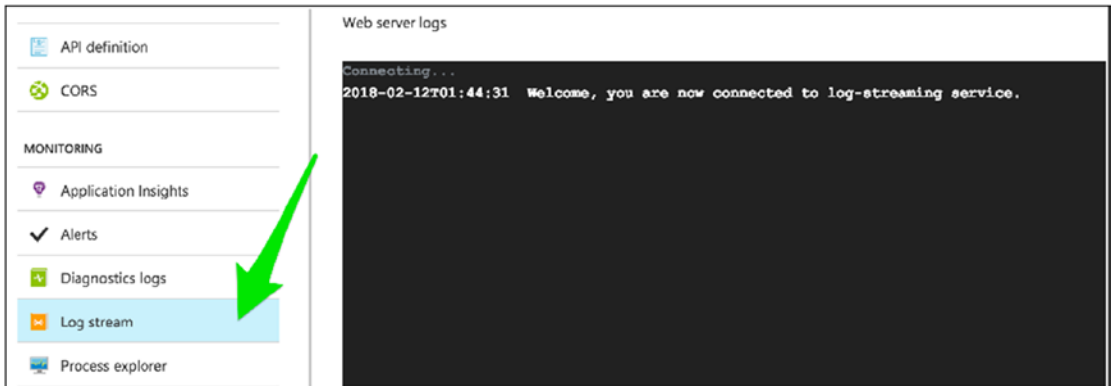 API definition
CORS
MONITORING
Application Insights
Alerts
Diagnostics logs
Log stream
Process explorer
Web server logs
Connecting...
2018-02-12T01:44:31 Welcome, you are now connected to log-streaming service.